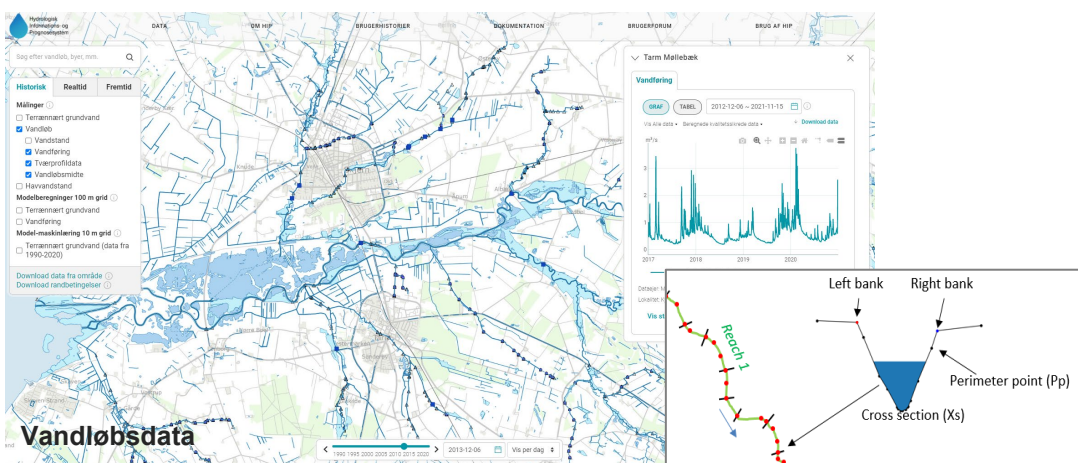 Hydrologisk
Informations- og
Prognosesystem
DATA
OM HIP
BRUGERHISTORIER
DOKUMENTATION
BRUGERFORUM
BRUG AF HIP
Søg efter vandløb, byer, mm.
Historisk
Realtid
Fremtid
Målinger
Terrænnært grundvand
Vandløb
Vandstand
Vandføring
Tværprofildata
Vandløbsmidte
Havvandstand
Modelberegninger 100 m grid
Terrænnært grundvand
Vandføring
Model-maskinlæring 10 m grid
Terrænnært grundvand (data fra
1990-2020)
Download data fra område
Download randbetingelser
Tarm Møllebæk
Vandføring
GRAF
TABEL
2012-12-06 ~ 2021-11-15
Vis Alle data
Beregnede kvalitetssikrede data
Download data
m³/s
3
2
1
0
2017
2018
2019
2020
Vis st
Left bank
Right bank
Reach 1
Perimeter point (Pp)
Cross section (Xs)
Vandløbsdata
1990 1995 2000 2005 2010 2015 2020
2013-12-06
Vis per dag